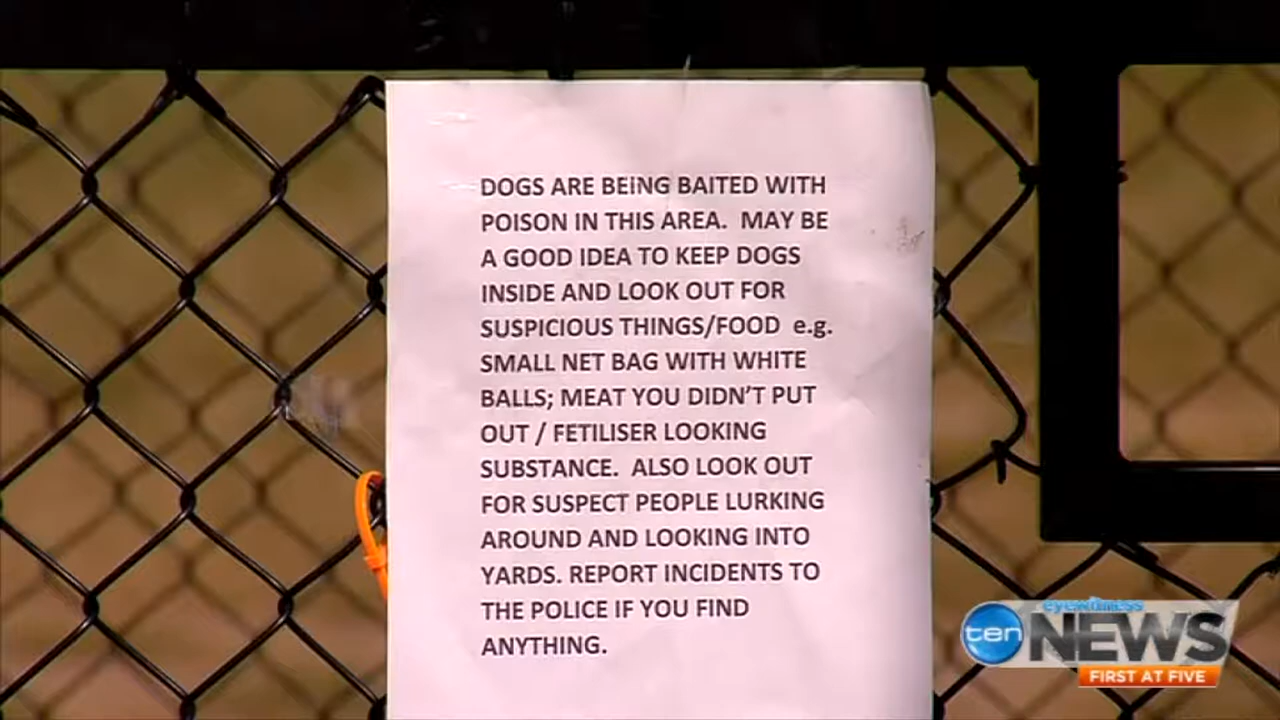 DOGS ARE BEiNG BAITED WITH
POISON IN THIS AREA.  MAY BE
A GOOD IDEA TO KEEP DOGS
INSIDE AND LOOK OUT FOR
SUSPICIOUS THINGS/FOOD  e.g.
SMALL NET BAG WITH WHITE
BALLS; MEAT YOU DIDN'T PUT
OUT / FETILISER LOOKING
SUBSTANCE.  ALSO LOOK OUT
FOR SUSPECT PEOPLE LURKING
AROUND AND LOOKING INTO
YARDS. REPORT INCIDENTS TO
THE POLICE IF YOU FIND
ANYTHING.
eyewitness
ten NEWS
FIRST AT FIVE